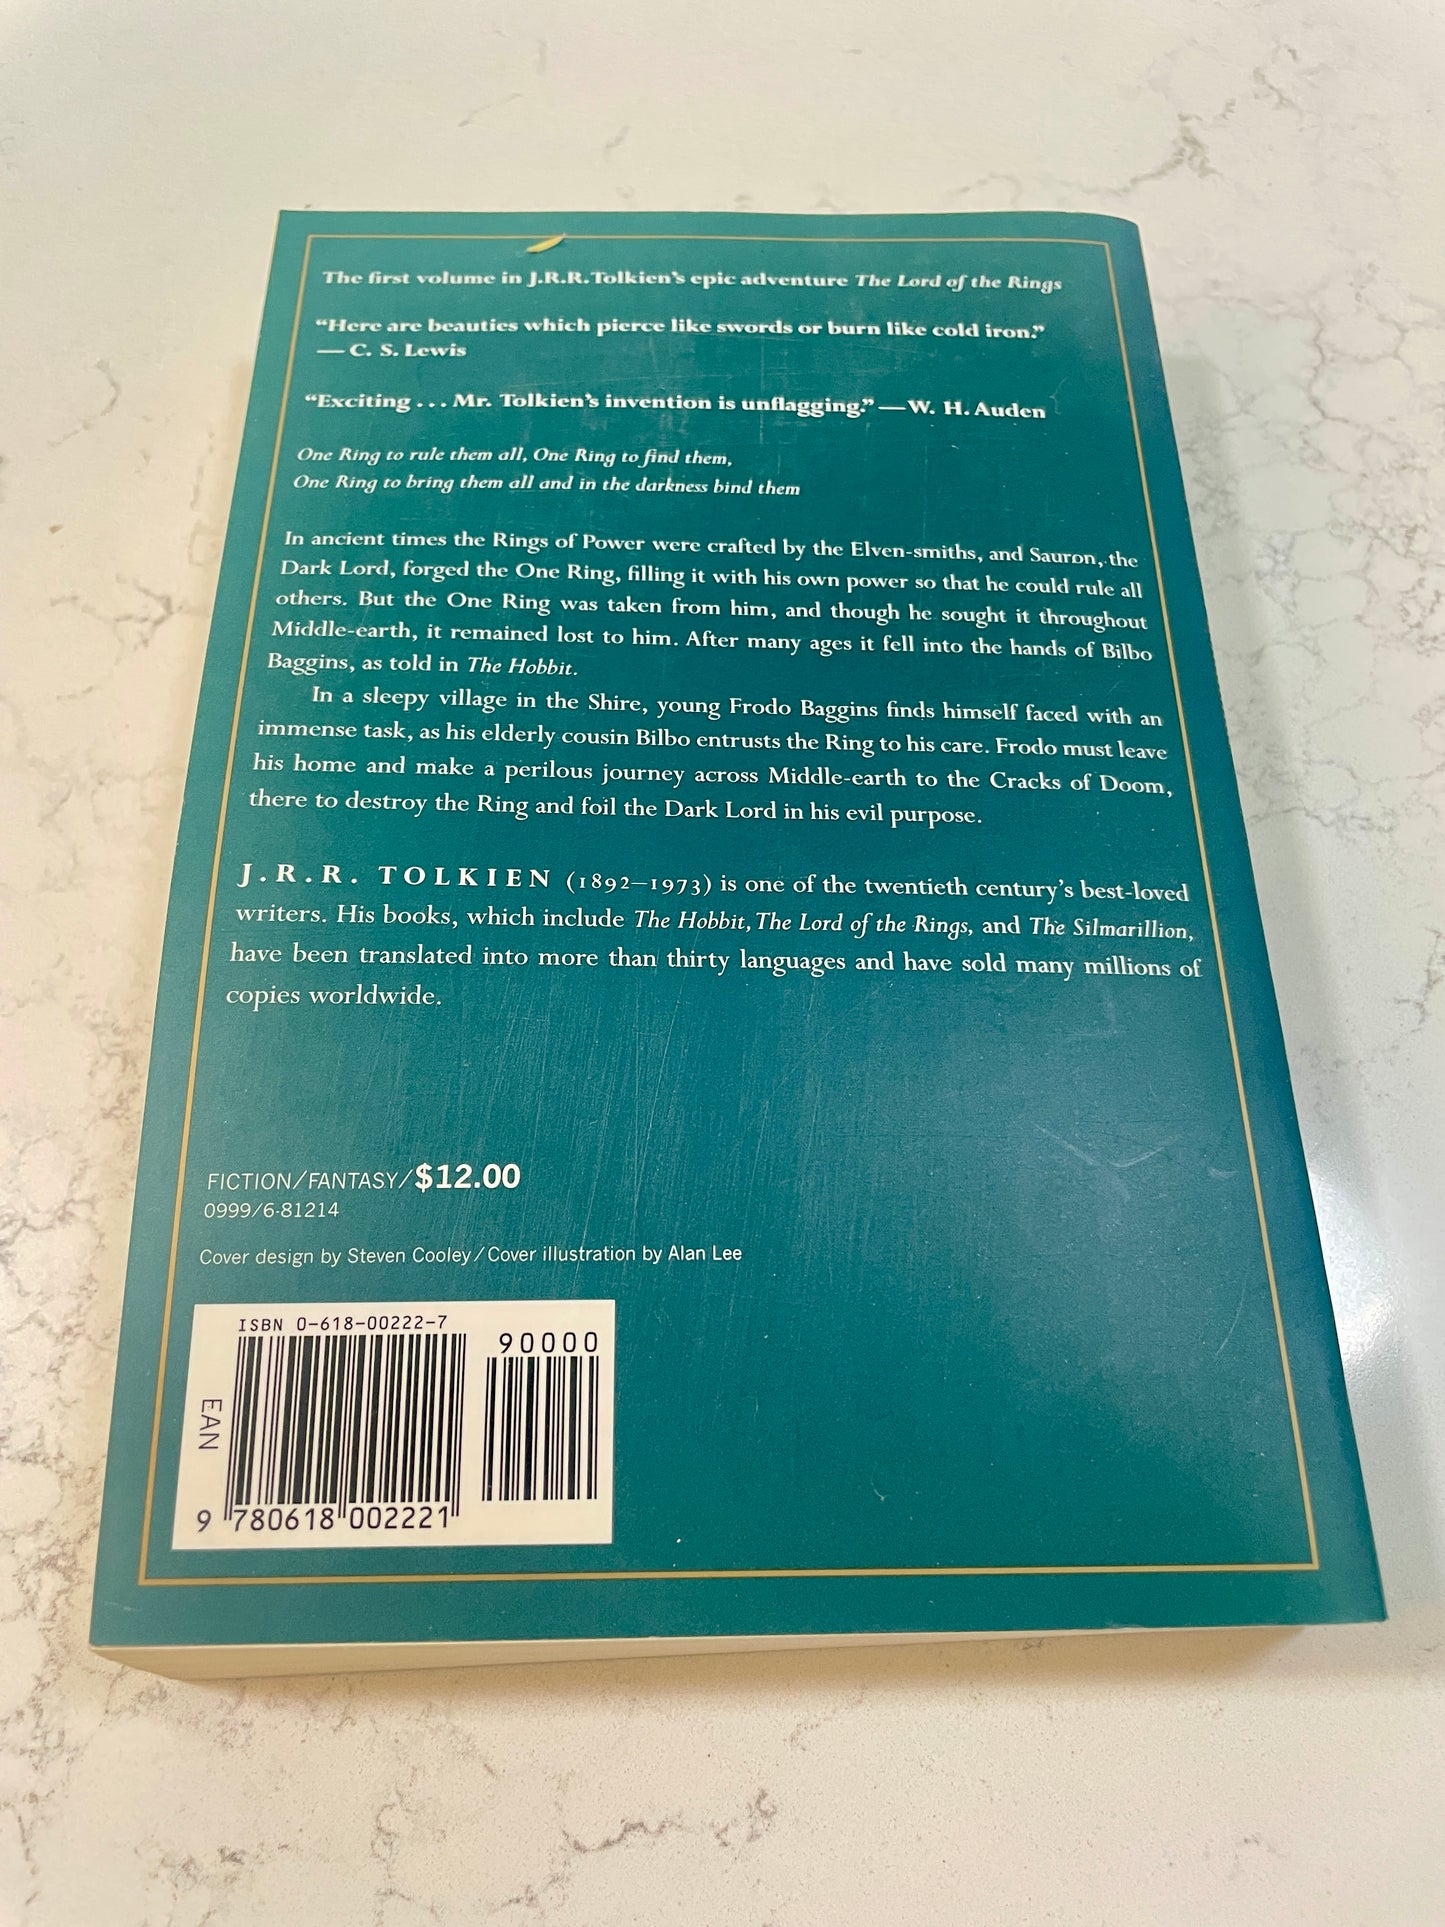 The first volume in J.R.R. Tolkien's epic adventure The Lord of the Rings
“Here are beauties which pierce like swords or burn like cold iron.”
— C. S. Lewis
“Exciting . . . Mr. Tolkien's invention is unflagging.” — W. H. Auden
One Ring to rule them all, One Ring to find them,
One Ring to bring them all and in the darkness bind them
In ancient times the Rings of Power were crafted by the Elven-smiths, and Sauron, the
Dark Lord, forged the One Ring, filling it with his own power so that he could rule all
others. But the One Ring was taken from him, and though he sought it throughout
Middle-earth, it remained lost to him. After many ages it fell into the hands of Bilbo
Baggins, as told in The Hobbit.
In a sleepy village in the Shire, young Frodo Baggins finds himself faced with an
immense task, as his elderly cousin Bilbo entrusts the Ring to his care. Frodo must leave
his home and make a perilous journey across Middle-earth to the Cracks of Doom,
there to destroy the Ring and foil the Dark Lord in his evil purpose.
J.R.R. TOLKIEN (1892–1973) is one of the twentieth century's best-loved
writers. His books, which include The Hobbit, The Lord of the Rings, and The Silmarillion,
have been translated into more than thirty languages and have sold many millions of
copies worldwide.
FICTION/FANTASY/$12.00
0999/6-81214
Cover design by Steven Cooley/Cover illustration by Alan Lee
ISBN 0-618-00222-7
90000
EAN
9 780618 002221